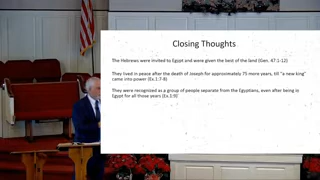 Closing Thoughts
The Hebrews were invited to Egypt and were given the best of the land (Gen. 47:1-12)
They lived in peace after the death of Joseph for approximately 75 more years, till "a new king"
came into power (Ex.1:7-8)
They were recognized as a group of people separate from the Egyptians, even after being in
Egypt for all those years (Ex.1:9)